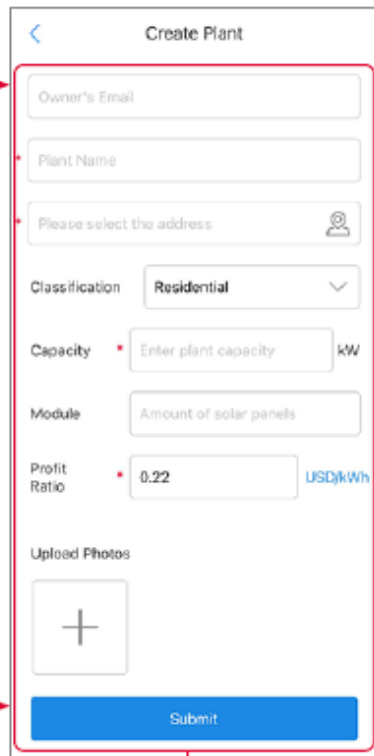 Create Plant
Owner's Email
* Plant Name
* Please select the address
Classification Residential
Capacity * Enter plant capacity kW
Module Amount of solar panels
Profit
Ratio * 0.22 USD/kWh
Upload Photos
Submit